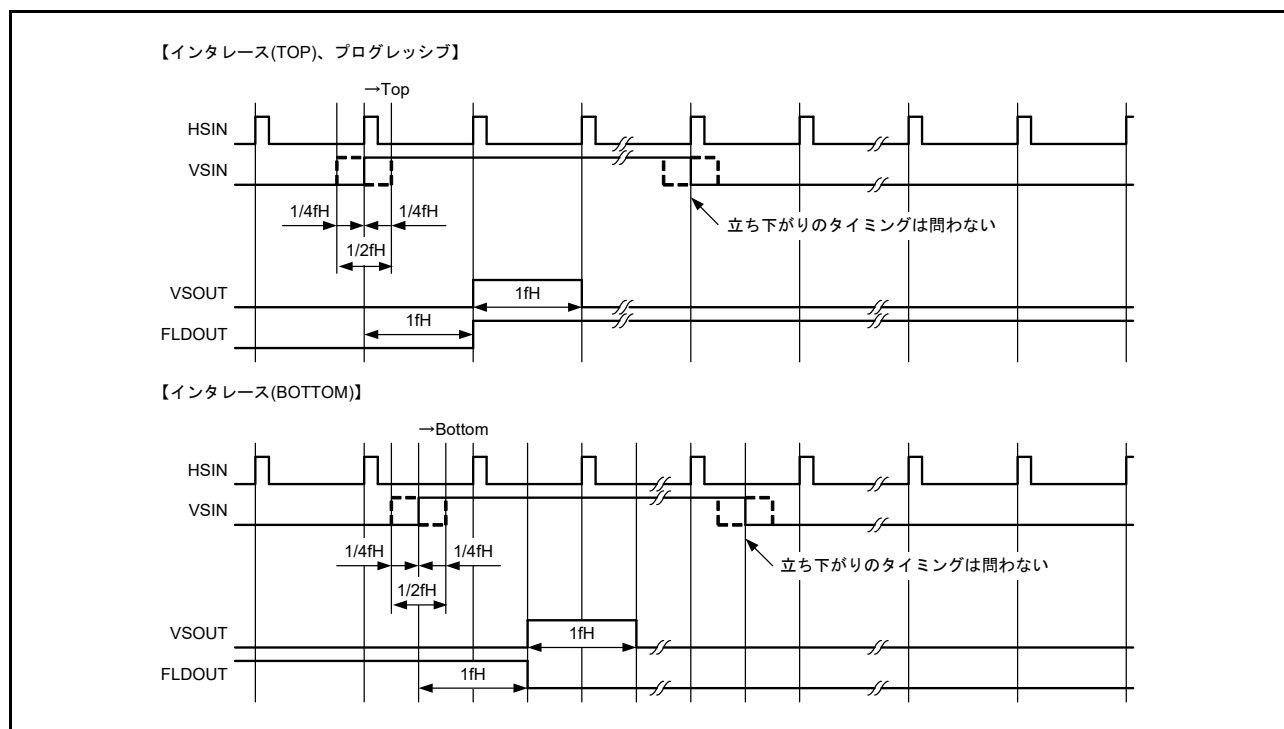 【インタレース(TOP)、プログレッシブ】
→Top
HSIN
VSIN
1/4fH
1/4fH
立ち下がりのタイミングは問わない
1/2fH
VSOUT
1fH
FLDOUT
1fH
【インタレース(BOTTOM)】
→Bottom
HSIN
VSIN
1/4fH
1/4fH
立ち下がりのタイミングは問わない
1/2fH
VSOUT
1fH
FLDOUT
1fH